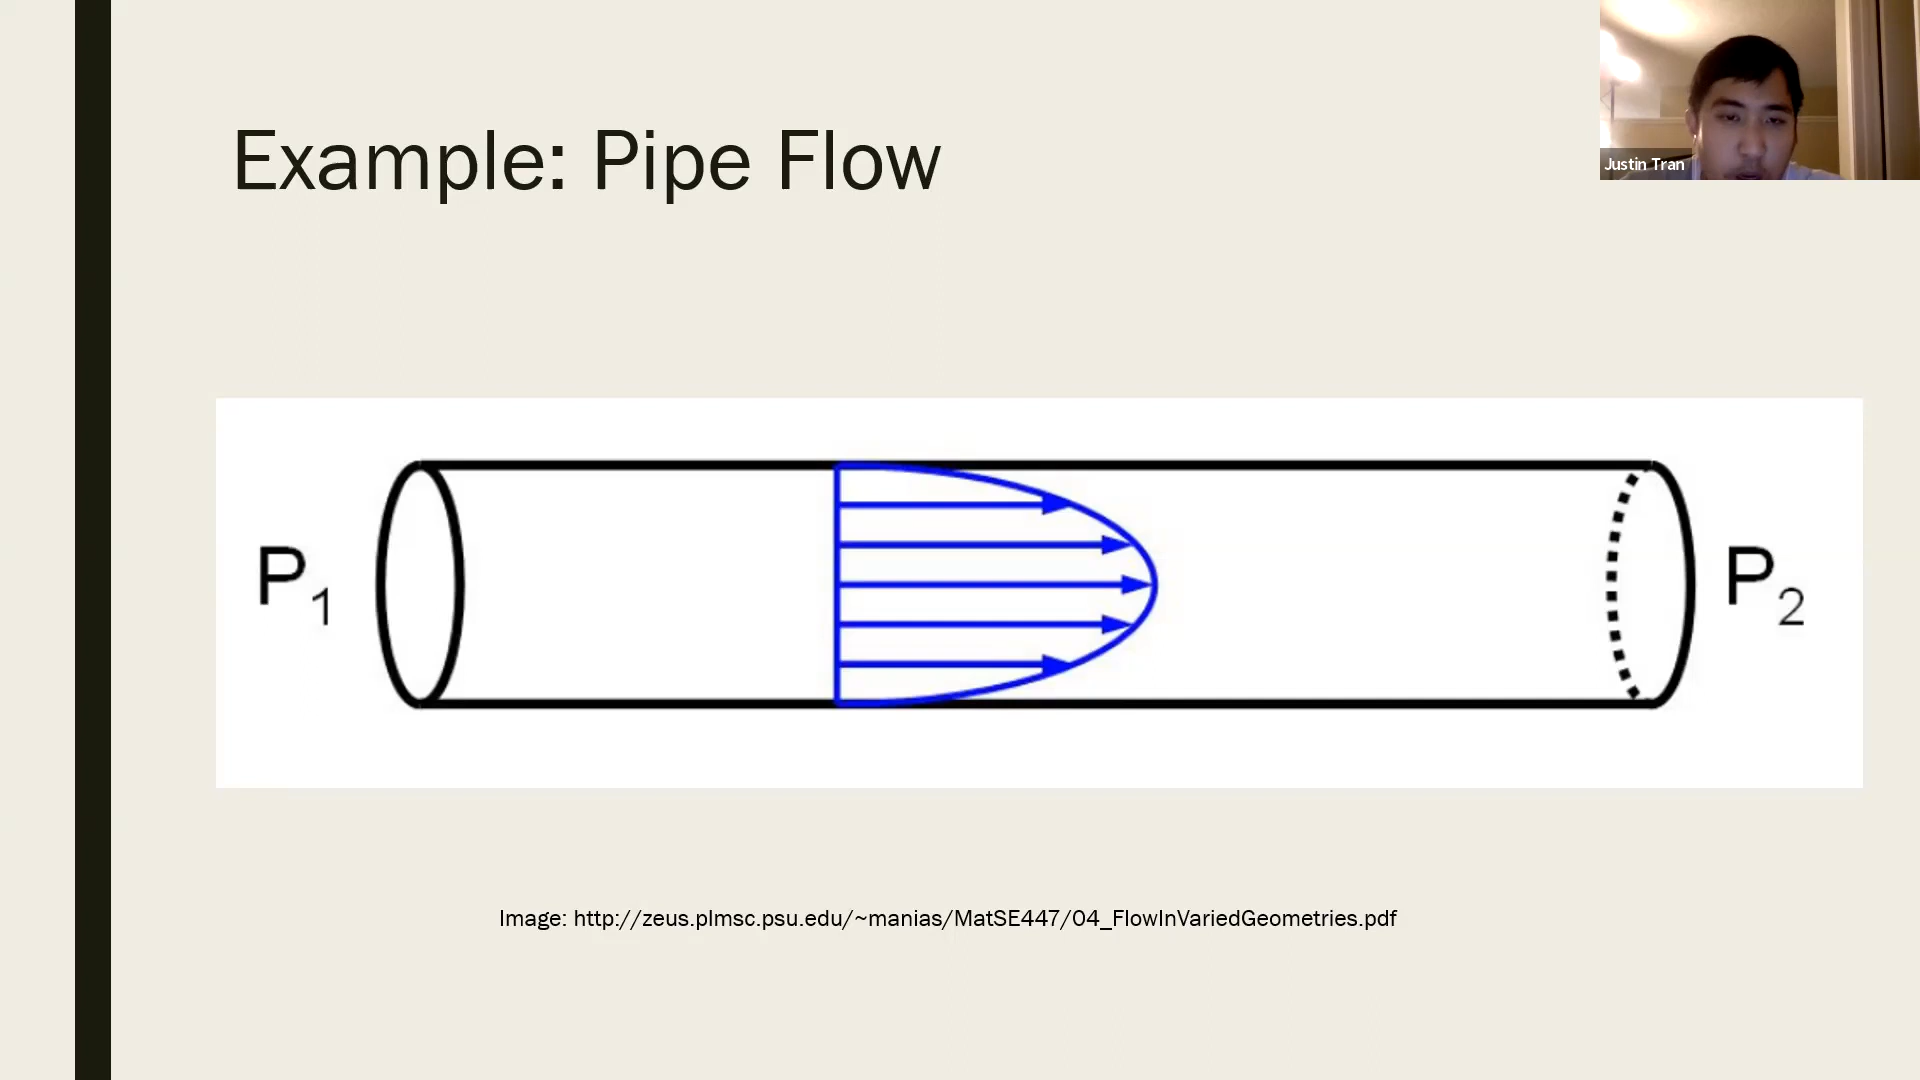 Example: Pipe Flow
Justin Tran
P1
P2
Image: http://zeus.plmsc.psu.edu/~manias/MatSE447/04_FlowInVariedGeometries.pdf